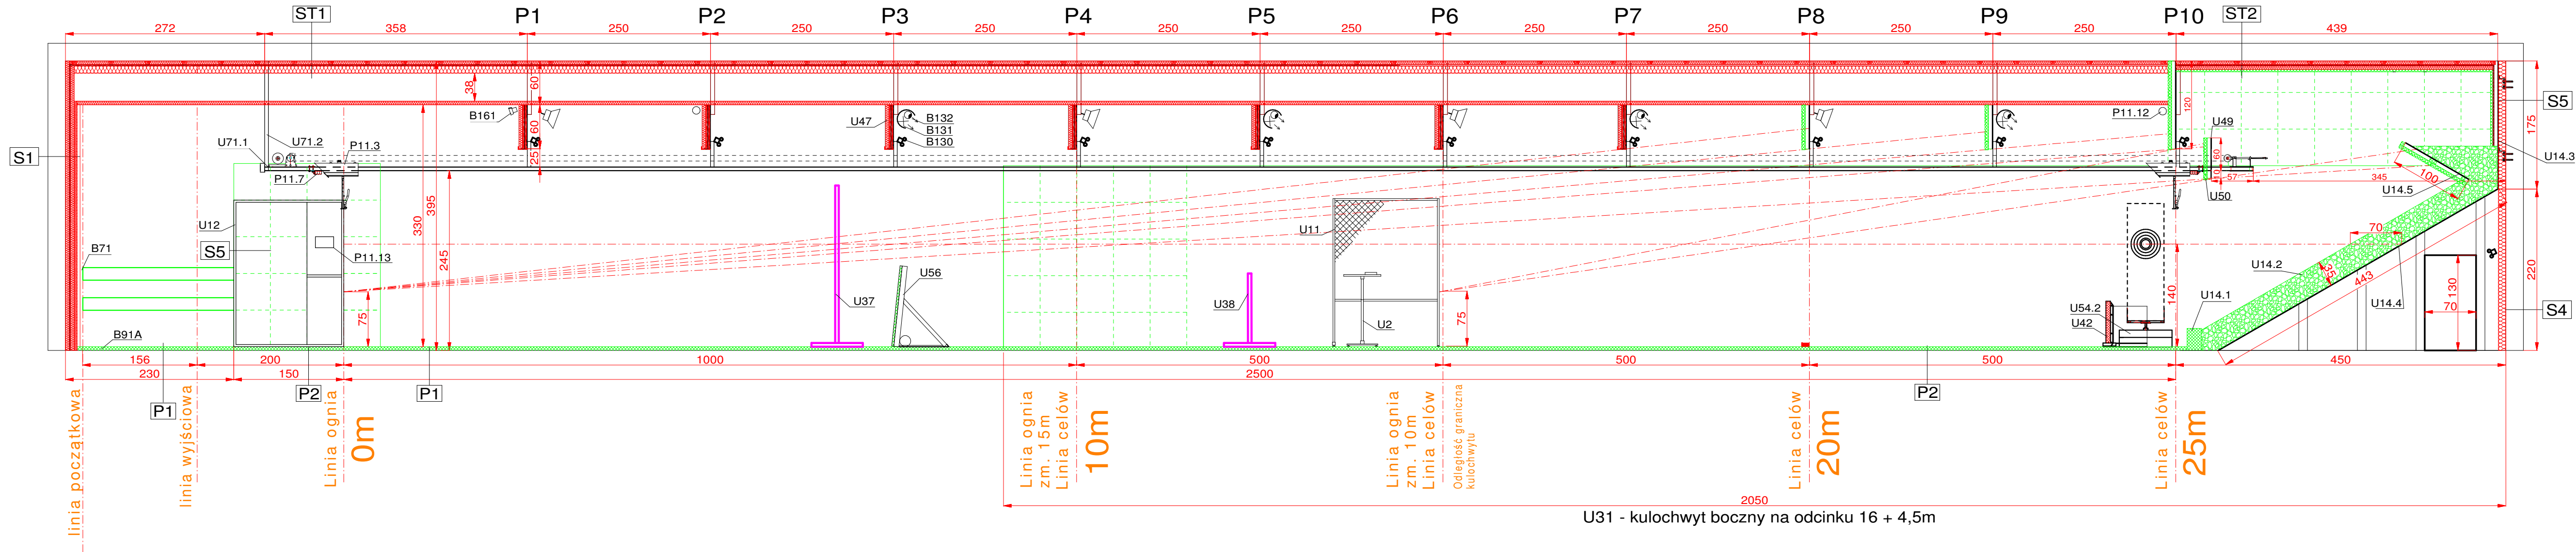 ST1 P1 P2 P3 P4 P5 P6 P7 P8 P9 P10 ST2
272 358 250 250 250 250 250 250 250 250 250 439
38 60
B161 60 U47 B132 P11.12 120 S5
B131
B130
175
S1 U71.1 U71.2 P11.3 25 U49 60
P11.7 10 57 345 U14.3
U50 100 U14.5
330 395 245
U12 S5 U11
B71 P11.13 70
U14.2 35 443
U56 U37 U38 U2 140 U14.4 130 70 220
75 75 U54.2 U14.1 S4
U42
B91A
156 200 1000 500 500 500 450
230 150 2500
P1 P2 P1 P2
linia początkowa
linia wyjściowa
Linia ognia
0m
Linia ognia
zm. 15m
Linia celów
10m
Linia ognia
zm. 10m
Linia celów
Odległość graniczna
kulochwytu
Linia celów
20m
Linia celów
25m
2050
U31 - kulochwyt boczny na odcinku 16 + 4,5m